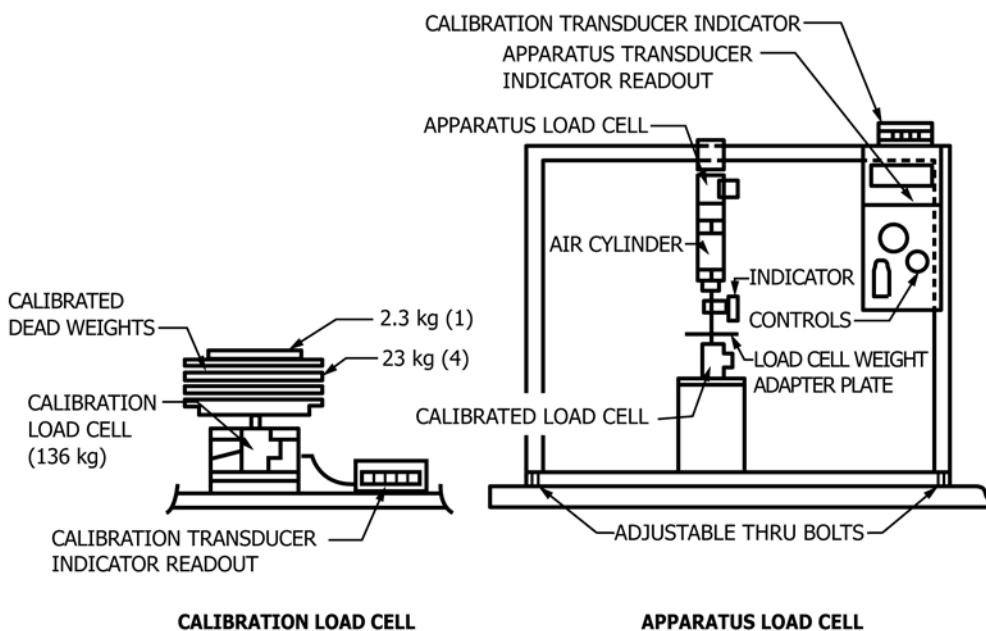 CALIBRATION TRANSDUCER INDICATOR
APPARATUS TRANSDUCER
INDICATOR READOUT
APPARATUS LOAD CELL
AIR CYLINDER
INDICATOR
CONTROLS
LOAD CELL WEIGHT
ADAPTER PLATE
CALIBRATED LOAD CELL
ADJUSTABLE THRU BOLTS
CALIBRATED
DEAD WEIGHTS
2.3 kg (1)
23 kg (4)
CALIBRATION
LOAD CELL
(136 kg)
CALIBRATION TRANSDUCER
INDICATOR READOUT
CALIBRATION LOAD CELL
APPARATUS LOAD CELL